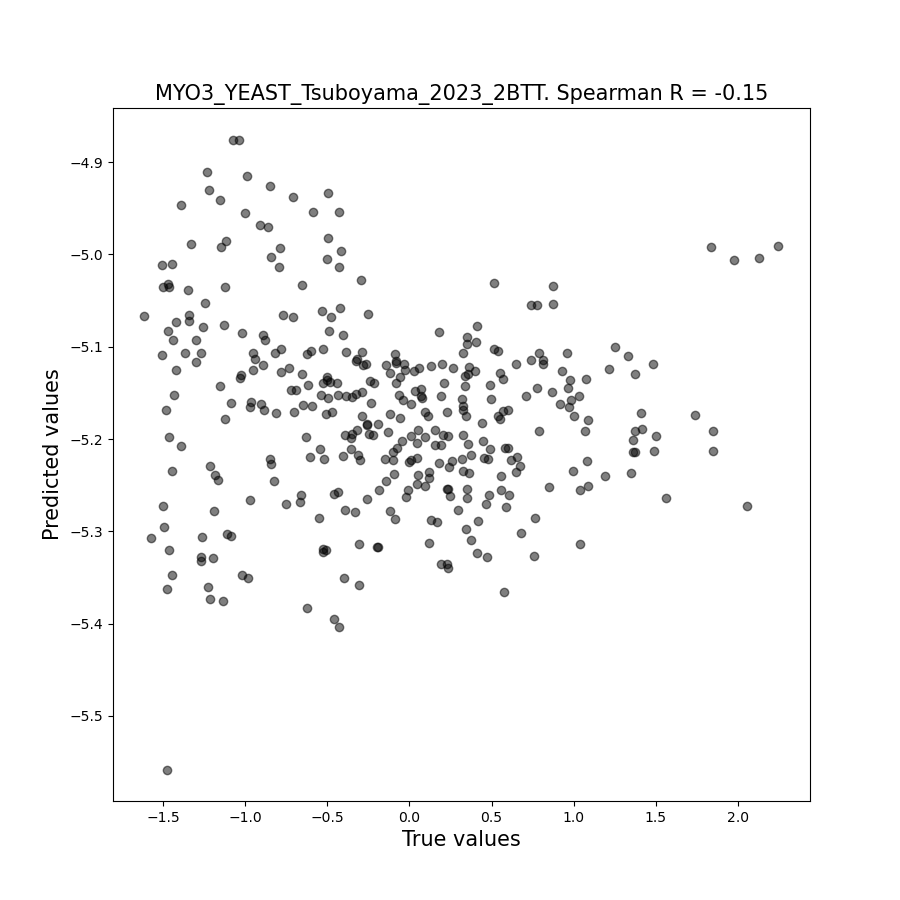 MYO3_YEAST_Tsuboyama_2023_2BTT. Spearman R = -0.15
−4.9
−5.0
−5.1
−5.2
−5.3
−5.4
−5.5
Predicted values
−1.5 −1.0 −0.5 0.0 0.5 1.0 1.5 2.0
True values